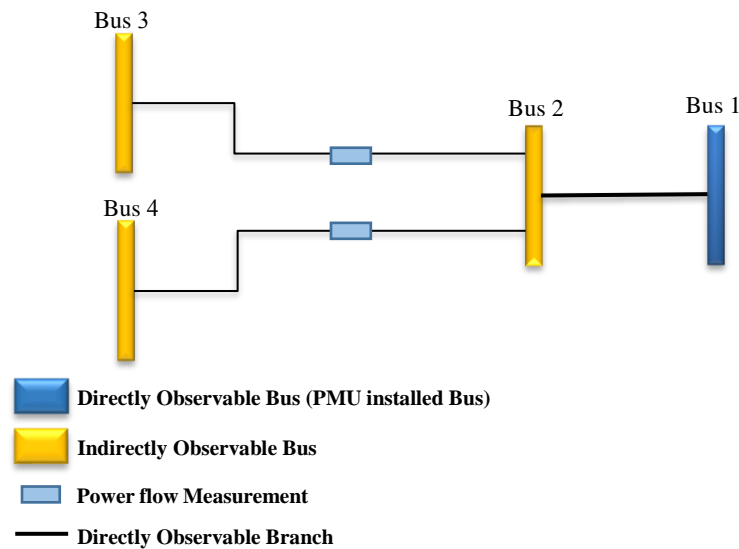 Bus 3
Bus 2
Bus 1
Bus 4
Directly Observable Bus (PMU installed Bus)
Indirectly Observable Bus
Power flow Measurement
Directly Observable Branch